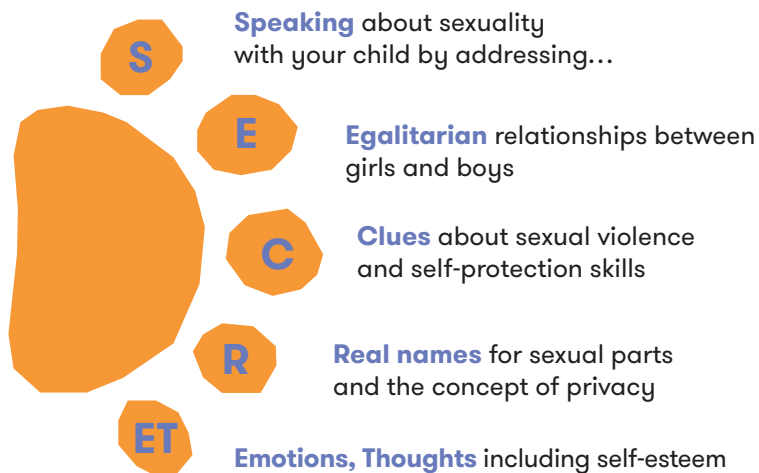 S
Speaking about sexuality
with your child by addressing…
E
Egalitarian relationships between
girls and boys
C
Clues about sexual violence
and self-protection skills
R
Real names for sexual parts
and the concept of privacy
ET
Emotions, Thoughts including self-esteem